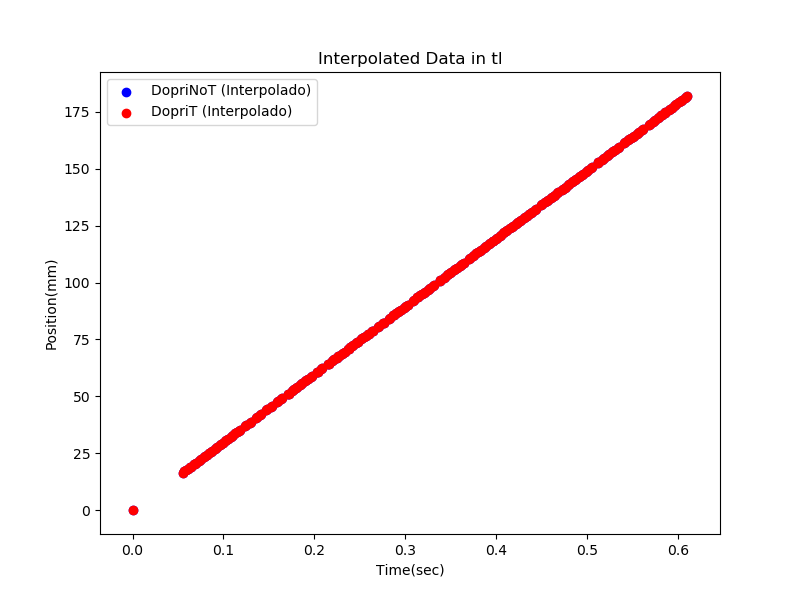 Interpolated Data in tl
DopriNoT (Interpolado)
DopriT (Interpolado)
175
150
125
100
75
50
25
0
Position(mm)
0.0 0.1 0.2 0.3 0.4 0.5 0.6
Time(sec)